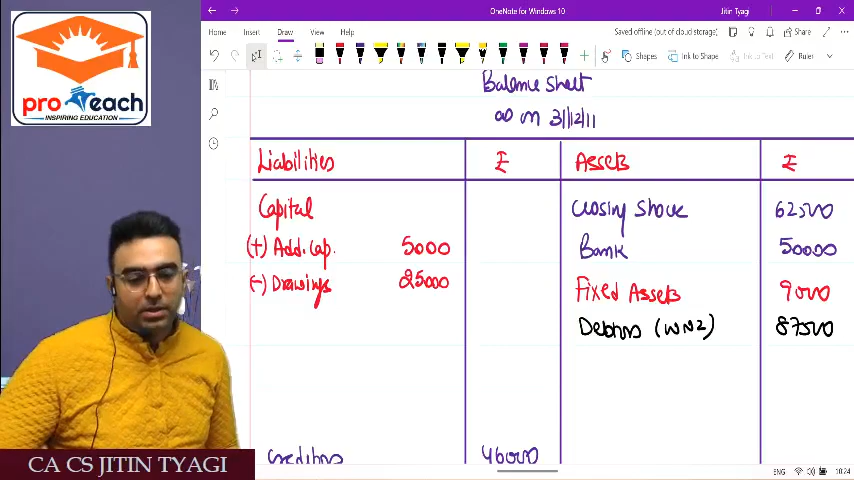 OneNote for Windows 10
Jitin Tyagi
Home Insert Draw View Help
Saved offline (out of cloud storage)
Share
Shapes
Ink to Shape
Ink to Text
Ruler
pro teach
INSPIRING EDUCATION
Balance Sheet
as on 31/12/11
Liabilities ₹ Assets ₹
Capital Closing Stock 62500
(+) Add. cap. 5000 Bank 50000
(-) Drawings 25000 Fixed Assets 9000
Debtors (WN2) 87500
Creditors 46000
CA CS JITIN TYAGI
ENG 10:24